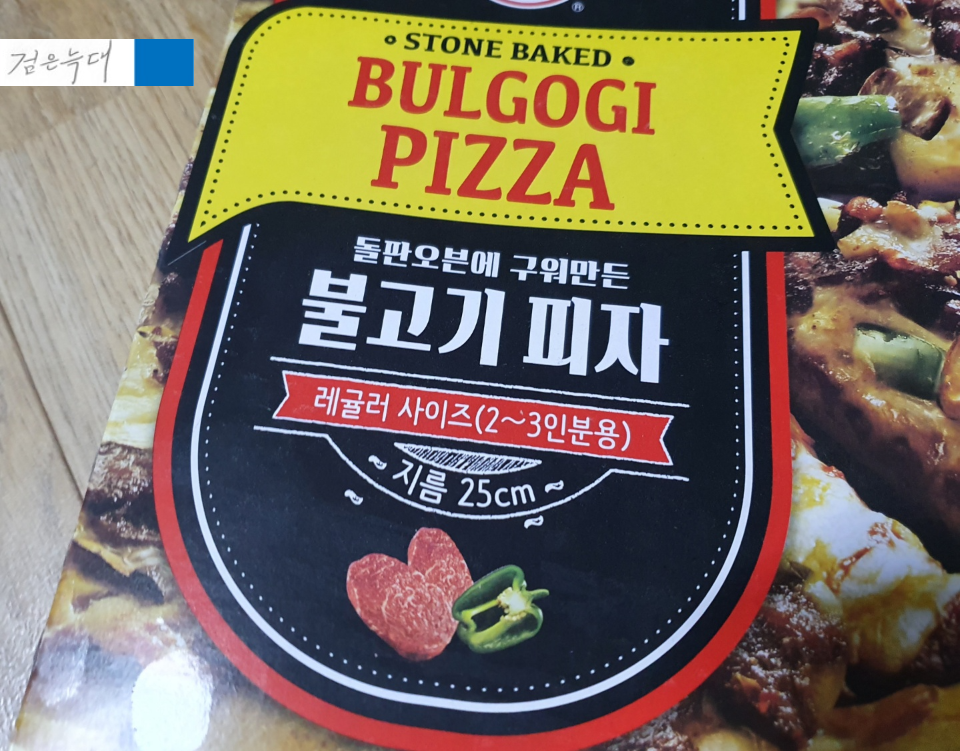 검은늑대
®
• STONE BAKED •
BULGOGI
PIZZA
돌판오븐에 구워만든
불고기 피자
레귤러 사이즈(2~3인분용)
~ 지름 25cm ~